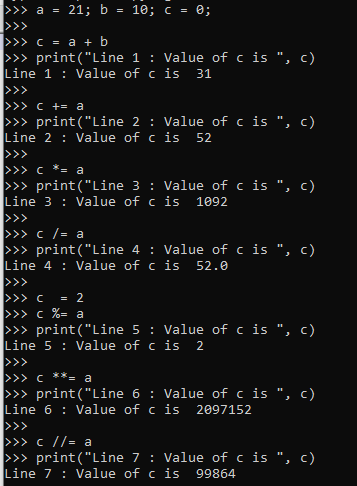 >>> a = 21; b = 10; c = 0;
>>>
>>> c = a + b
>>> print("Line 1 : Value of c is ", c)
Line 1 : Value of c is  31
>>>
>>> c += a
>>> print("Line 2 : Value of c is ", c)
Line 2 : Value of c is  52
>>>
>>> c *= a
>>> print("Line 3 : Value of c is ", c)
Line 3 : Value of c is  1092
>>>
>>> c /= a
>>> print("Line 4 : Value of c is ", c)
Line 4 : Value of c is  52.0
>>>
>>> c  = 2
>>> c %= a
>>> print("Line 5 : Value of c is ", c)
Line 5 : Value of c is  2
>>>
>>> c **= a
>>> print("Line 6 : Value of c is ", c)
Line 6 : Value of c is  2097152
>>>
>>> c //= a
>>> print("Line 7 : Value of c is ", c)
Line 7 : Value of c is  99864